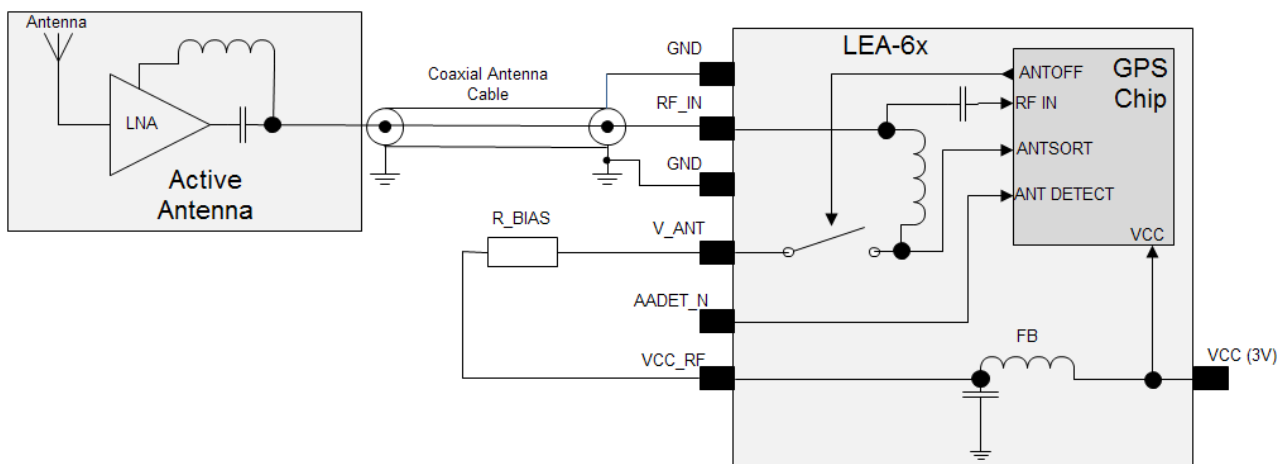 Antenna
LNA
Active
Antenna
Coaxial Antenna
Cable
GND
RF_IN
GND
R_BIAS
V_ANT
AADET_N
VCC_RF
LEA-6x
GPS
Chip
ANTOFF
RF IN
ANTSORT
ANT DETECT
VCC
FB
VCC (3V)